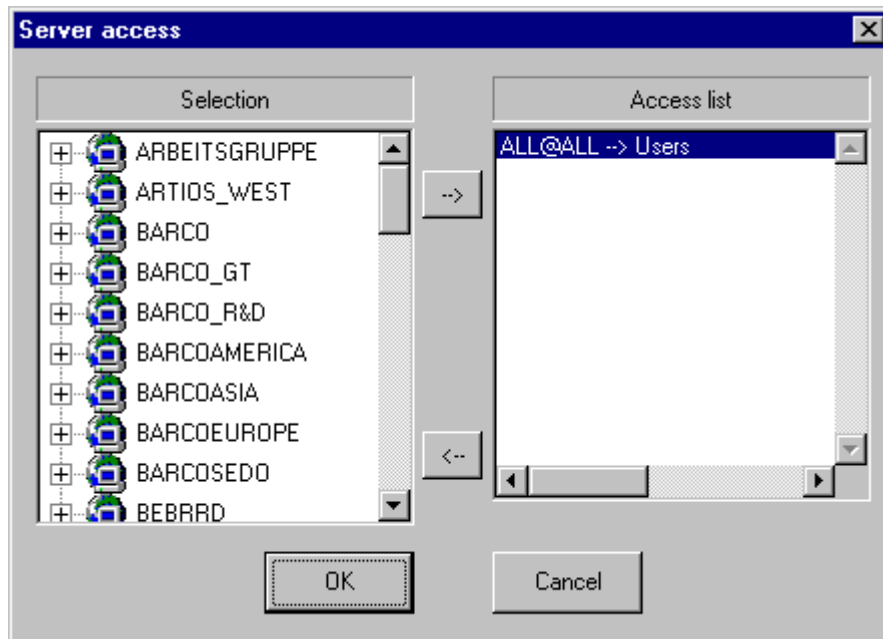 Server access
Selection
Access list
ARBEITSGRUPPE
ARTIOS_WEST
BARCO
BARCO_GT
BARCO_R&D
BARCOAMERICA
BARCOASIA
BARCOEUROPE
BARCOSEDO
BEBRRD
-->
<--
ALL@ALL --> Users
OK
Cancel